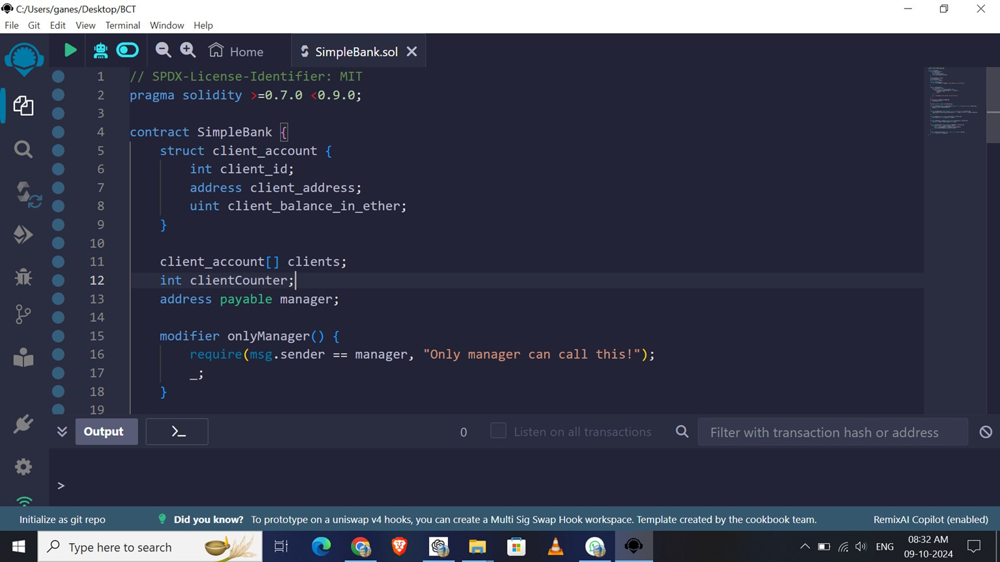 C:/Users/ganes/Desktop/BCT
File Git Edit View Terminal Window Help
Home
SimpleBank.sol
1 // SPDX-License-Identifier: MIT
2 pragma solidity >=0.7.0 <0.9.0;
3
4 contract SimpleBank {
5 struct client_account {
6 int client_id;
7 address client_address;
8 uint client_balance_in_ether;
9 }
10
11 client_account[] clients;
12 int clientCounter;
13 address payable manager;
14
15 modifier onlyManager() {
16 require(msg.sender == manager, "Only manager can call this!");
17 _;
18 }
19
Output >_ 0 Listen on all transactions Filter with transaction hash or address
>
Initialize as git repo Did you know? To prototype on a uniswap v4 hooks, you can create a Multi Sig Swap Hook workspace. Template created by the cookbook team. RemixAI Copilot (enabled)
Type here to search
ENG
08:32 AM
09-10-2024